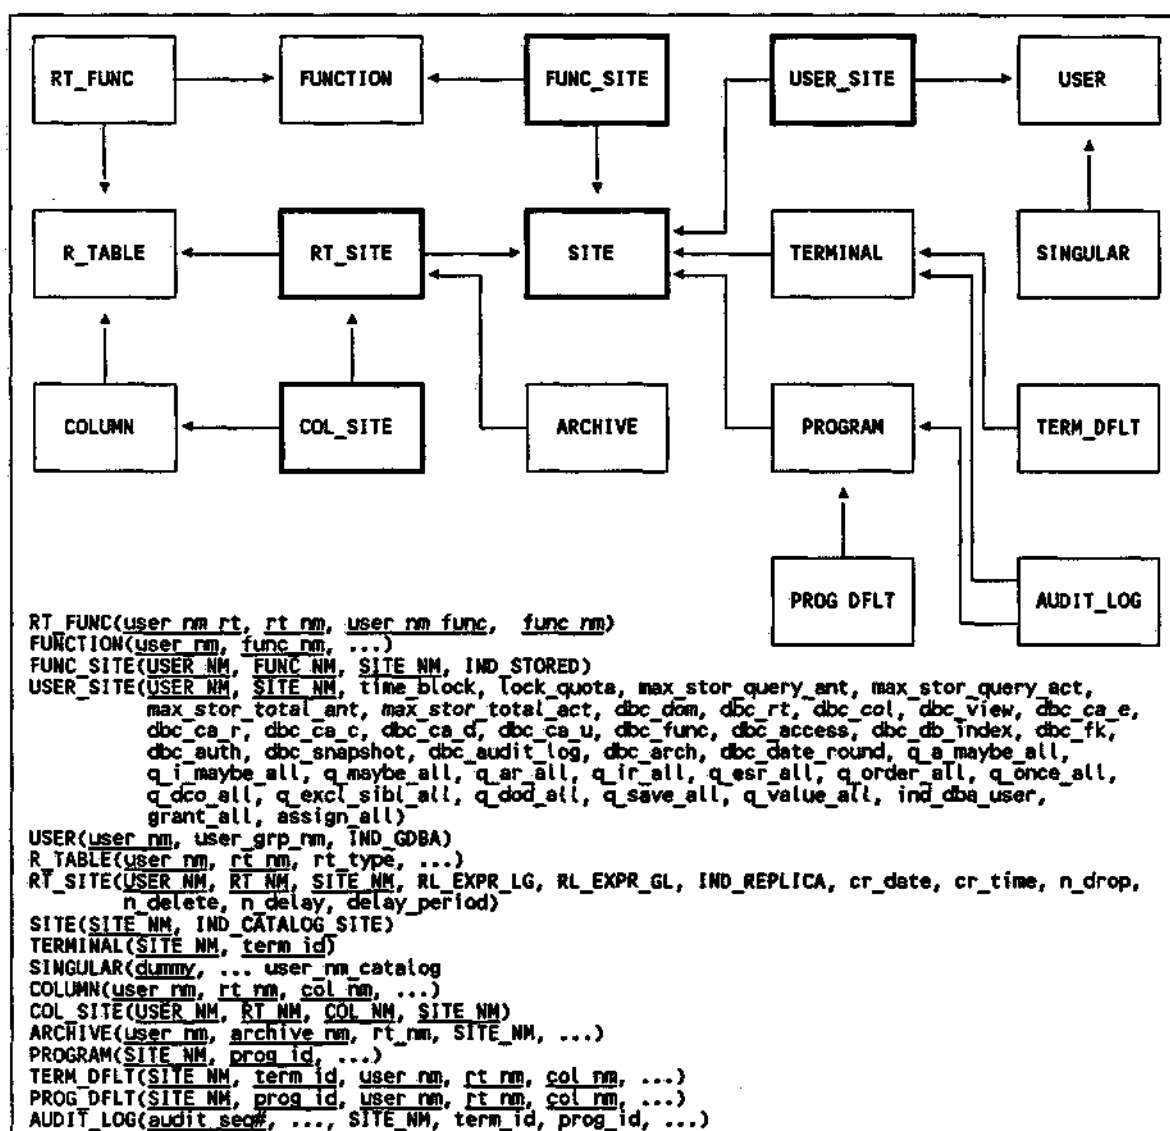 RT_FUNC FUNCTION FUNC_SITE USER_SITE USER
R_TABLE RT_SITE SITE TERMINAL SINGULAR
COLUMN COL_SITE ARCHIVE PROGRAM TERM_DFLT
PROG DFLT AUDIT_LOG
RT_FUNC(user_nm_rt, rt_nm, user_nm_func, func_nm)
FUNCTION(user_nm, func_nm, ...)
FUNC_SITE(USER_NM, FUNC_NM, SITE_NM, IND_STORED)
USER_SITE(USER_NM, SITE_NM, time_block, lock_quota, max_stor_query_ant, max_stor_query_act,
max_stor_total_ant, max_stor_total_act, dbc_dom, dbc_rt, dbc_col, dbc_view, dbc_ca_e,
dbc_ca_r, dbc_ca_c, dbc_ca_d, dbc_ca_u, dbc_func, dbc_access, dbc_db_index, dbc_fk,
dbc_auth, dbc_snapshot, dbc_audit_log, dbc_arch, dbc_date_round, q_a_maybe_all,
q_i_maybe_all, q_maybe_all, q_ar_all, q_ir_all, q_esr_all, q_order_all, q_once_all,
q_dco_all, q_excl_sibl_all, q_dod_all, q_save_all, q_value_all, ind_dba_user,
grant_all, assign_all)
USER(user_nm, user_grp_nm, IND_GDBA)
R_TABLE(user_nm, rt_nm, rt_type, ...)
RT_SITE(USER_NM, RT_NM, SITE_NM, RL_EXPR_LG, RL_EXPR_GL, IND_REPLICA, cr_date, cr_time, n_drop,
n_delete, n_delay, delay_period)
SITE(SITE_NM, IND_CATALOG_SITE)
TERMINAL(SITE_NM, term_id)
SINGULAR(dummy, ... user_nm_catalog
COLUMN(user_nm, rt_nm, col_nm, ...)
COL_SITE(USER_NM, RT_NM, COL_NM, SITE_NM)
ARCHIVE(user_nm, archive_nm, rt_nm, SITE_NM, ...)
PROGRAM(SITE_NM, prog_id, ...)
TERM_DFLT(SITE_NM, term_id, user_nm, rt_nm, col_nm, ...)
PROG_DFLT(SITE_NM, prog_id, user_nm, rt_nm, col_nm, ...)
AUDIT_LOG(audit_seq#, ..., SITE_NM, term_id, prog_id, ...)